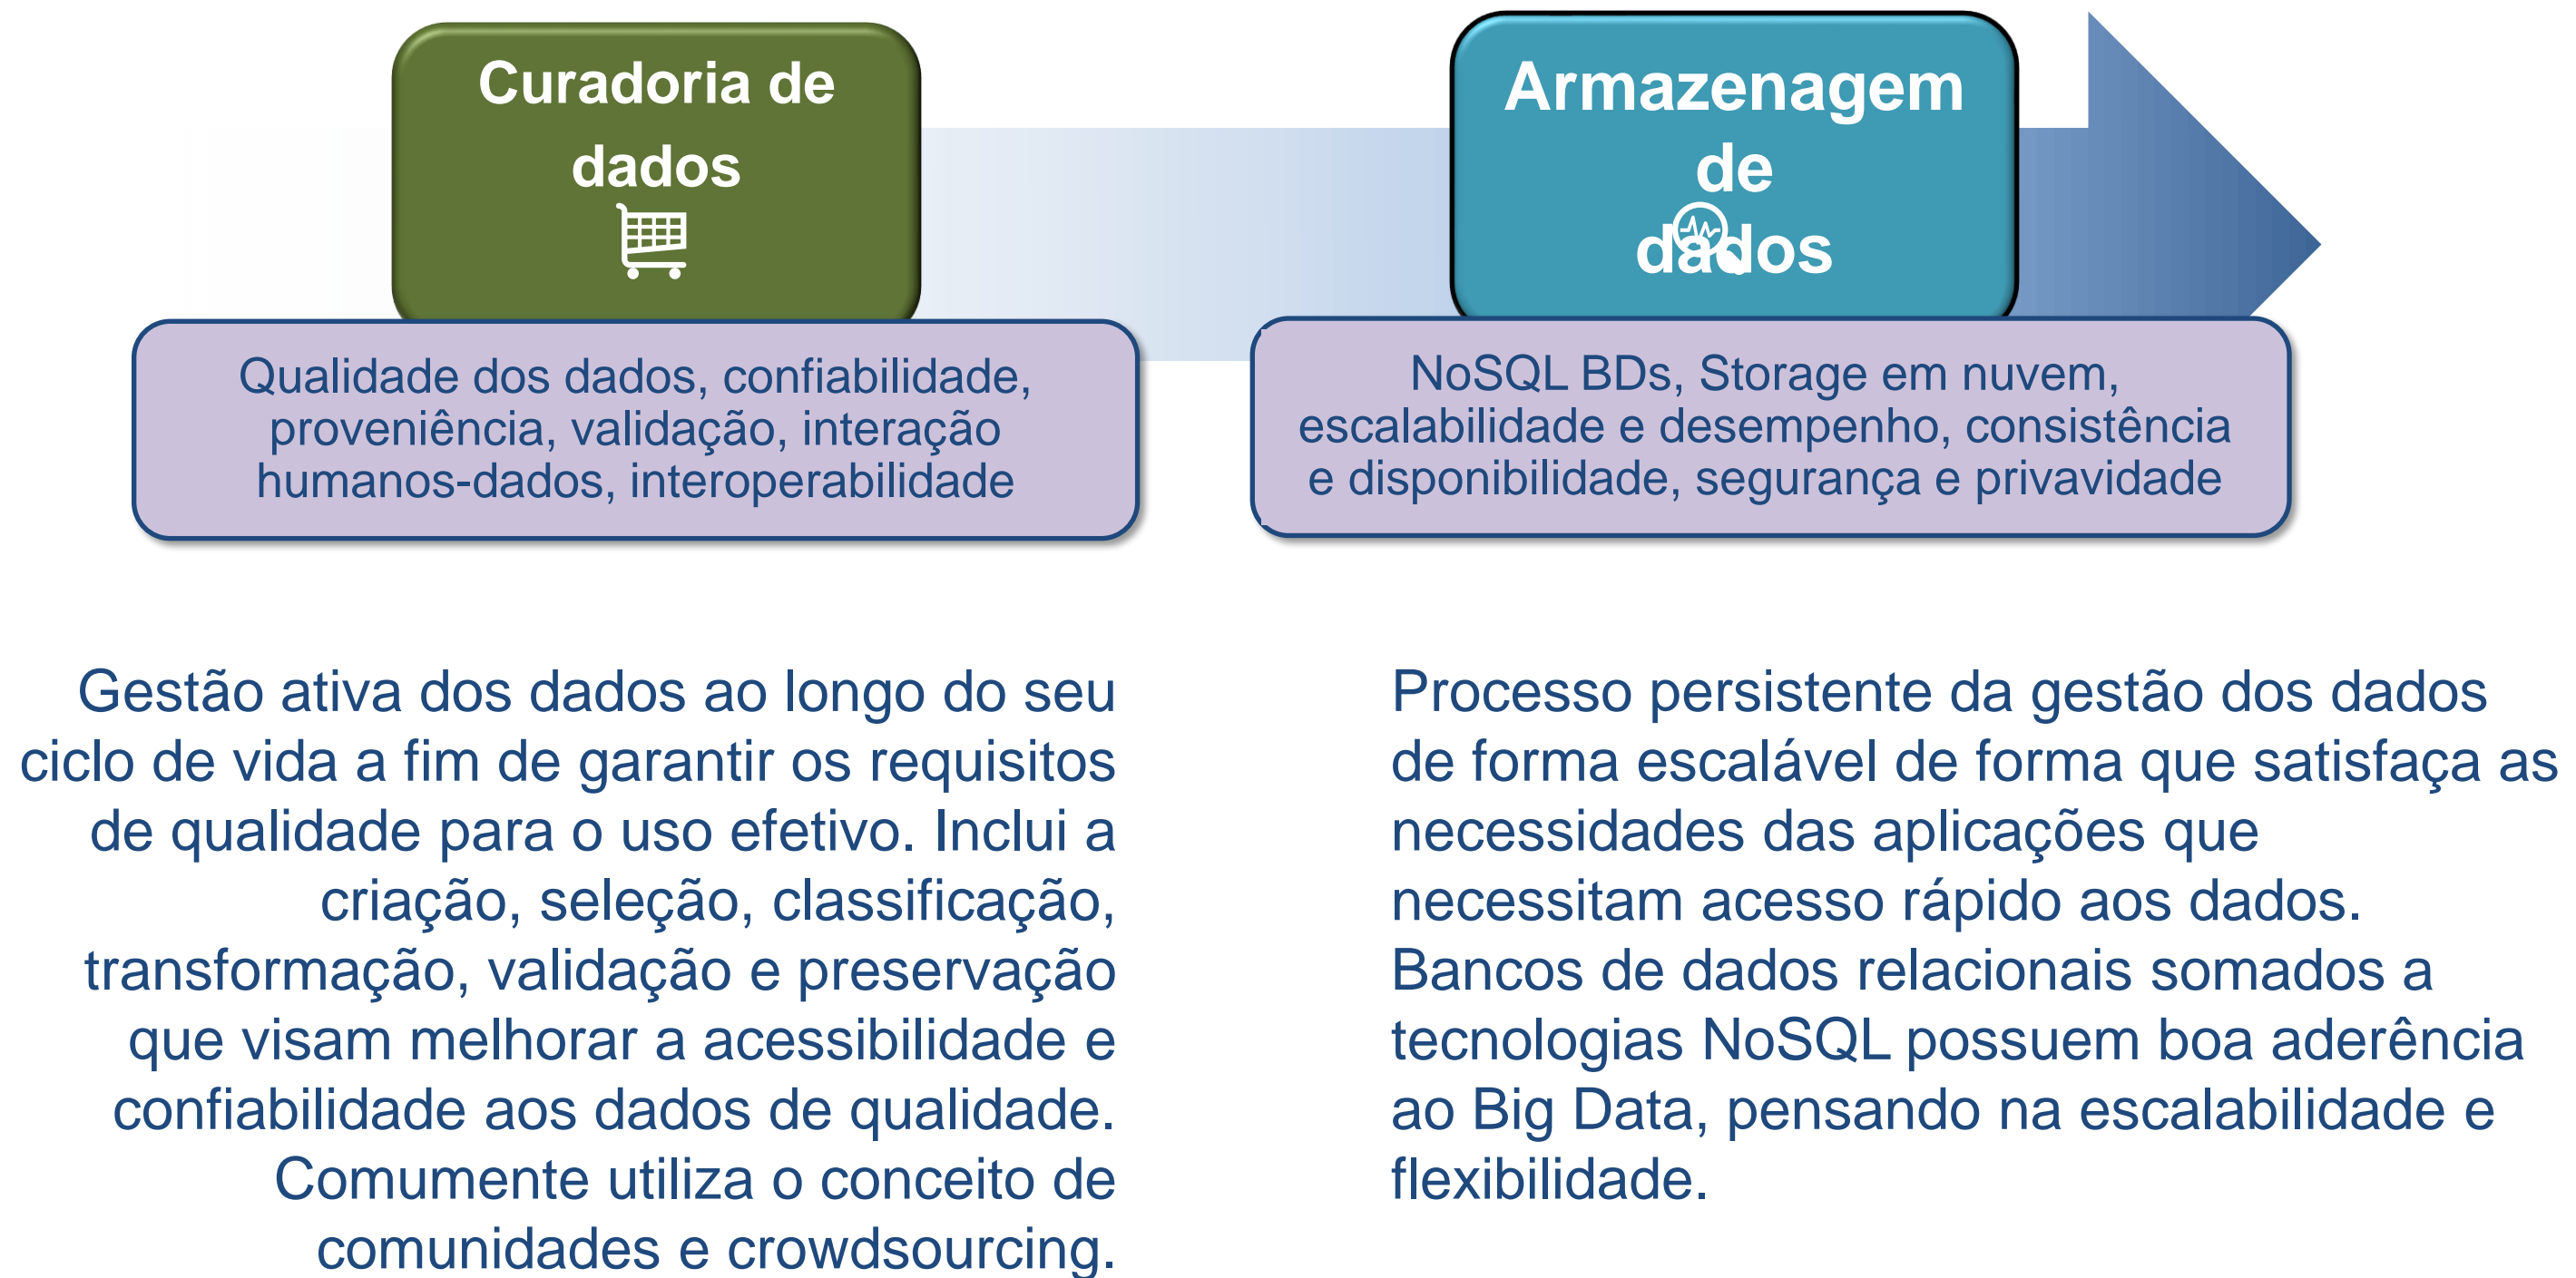 Curadoria de
dados
Qualidade dos dados, confiabilidade,
proveniência, validação, interação
humanos-dados, interoperabilidade
Gestão ativa dos dados ao longo do seu
ciclo de vida a fim de garantir os requisitos
de qualidade para o uso efetivo. Inclui a
criação, seleção, classificação,
transformação, validação e preservação
que visam melhorar a acessibilidade e
confiabilidade aos dados de qualidade.
Comumente utiliza o conceito de
comunidades e crowdsourcing.
Armazenagem
de
dados
NoSQL BDs, Storage em nuvem,
escalabilidade e desempenho, consistência
e disponibilidade, segurança e privavidade
Processo persistente da gestão dos dados
de forma escalável de forma que satisfaça as
necessidades das aplicações que
necessitam acesso rápido aos dados.
Bancos de dados relacionais somados a
tecnologias NoSQL possuem boa aderência
ao Big Data, pensando na escalabilidade e
flexibilidade.